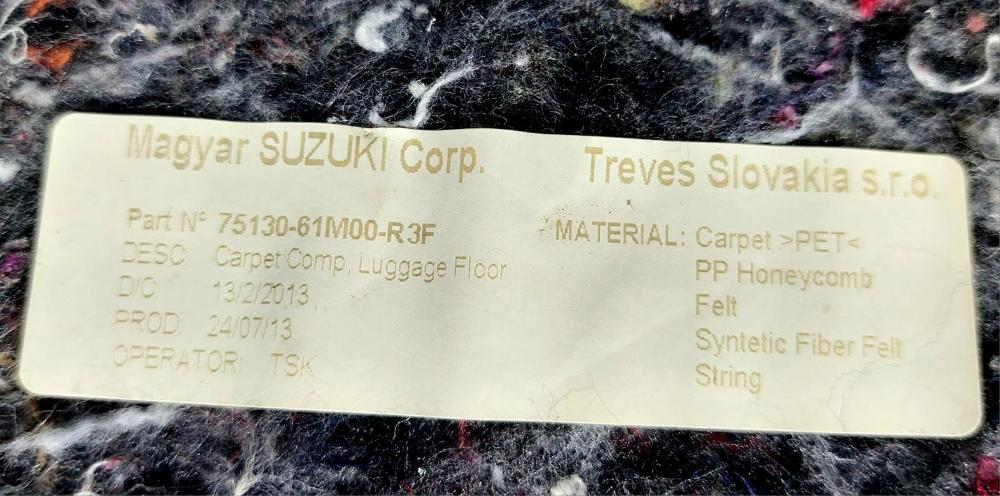 Magyar SUZUKI Corp.
Treves Slovakia s.r.o.
Part N° 75130-61M00-R3F
DESC Carpet Comp, Luggage Floor
D/C. 13/2/2013
PROD. 24/07/13
OPERATOR: TSK
MATERIAL: Carpet >PET<
PP Honeycomb
Felt
Syntetic Fiber Felt
String